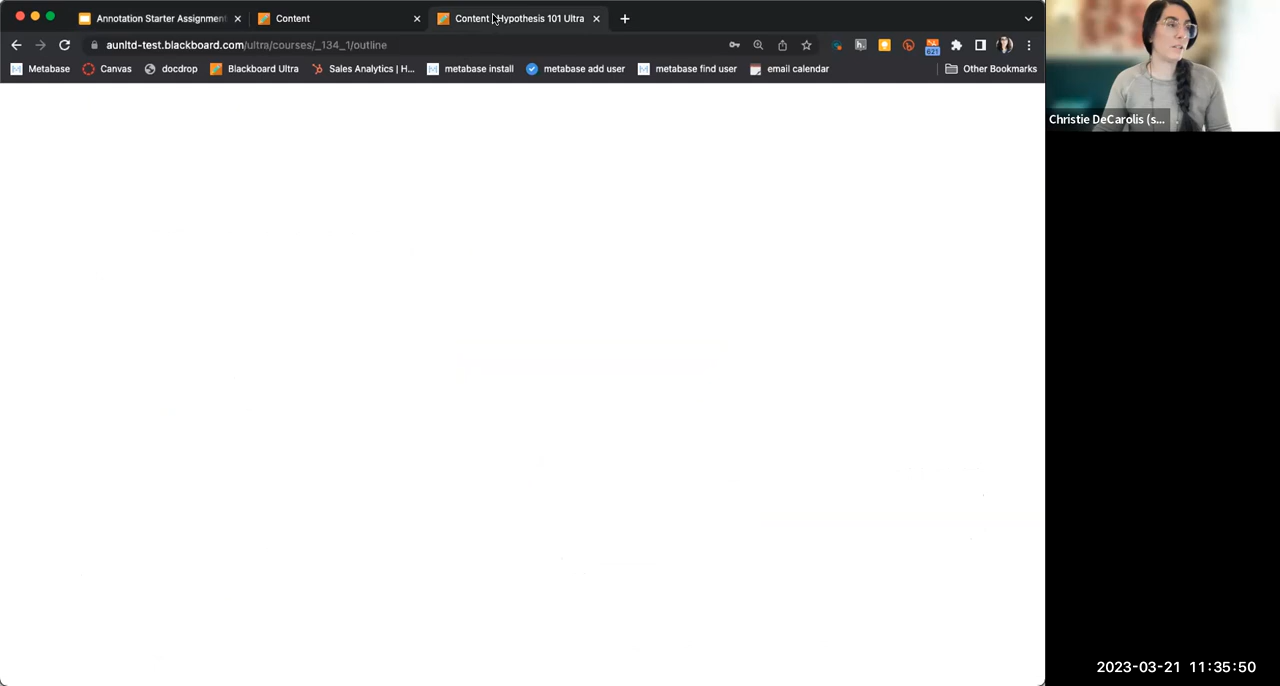 Annotation Starter Assignment
Content
Content Hypothesis 101 Ultra
aunltd-test.blackboard.com/ultra/courses/_134_1/outline
621
Metabase
Canvas
docdrop
Blackboard Ultra
Sales Analytics | H...
metabase install
metabase add user
metabase find user
email calendar
Other Bookmarks
Christie DeCarolis (s...
2023-03-21 11:35:50